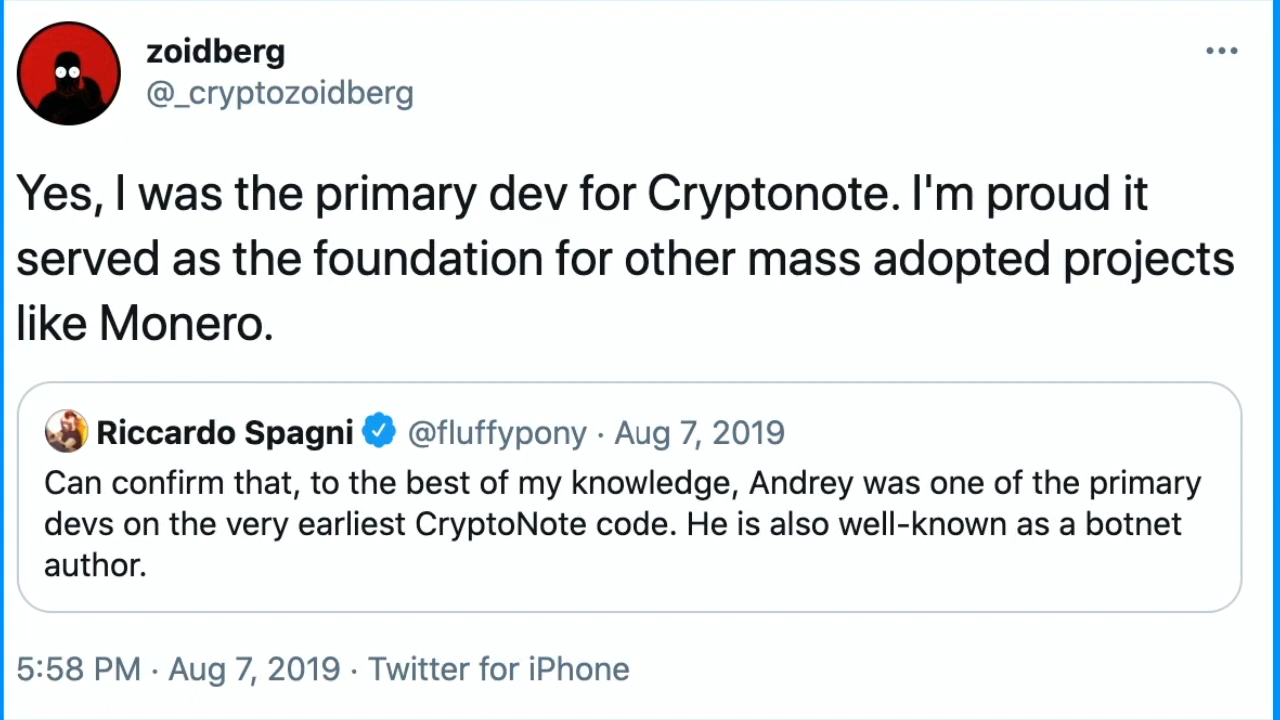 zoidberg
@_cryptozoidberg
Yes, I was the primary dev for Cryptonote. I'm proud it
served as the foundation for other mass adopted projects
like Monero.
Riccardo Spagni @fluffypony · Aug 7, 2019
Can confirm that, to the best of my knowledge, Andrey was one of the primary
devs on the very earliest CryptoNote code. He is also well-known as a botnet
author.
5:58 PM · Aug 7, 2019 · Twitter for iPhone